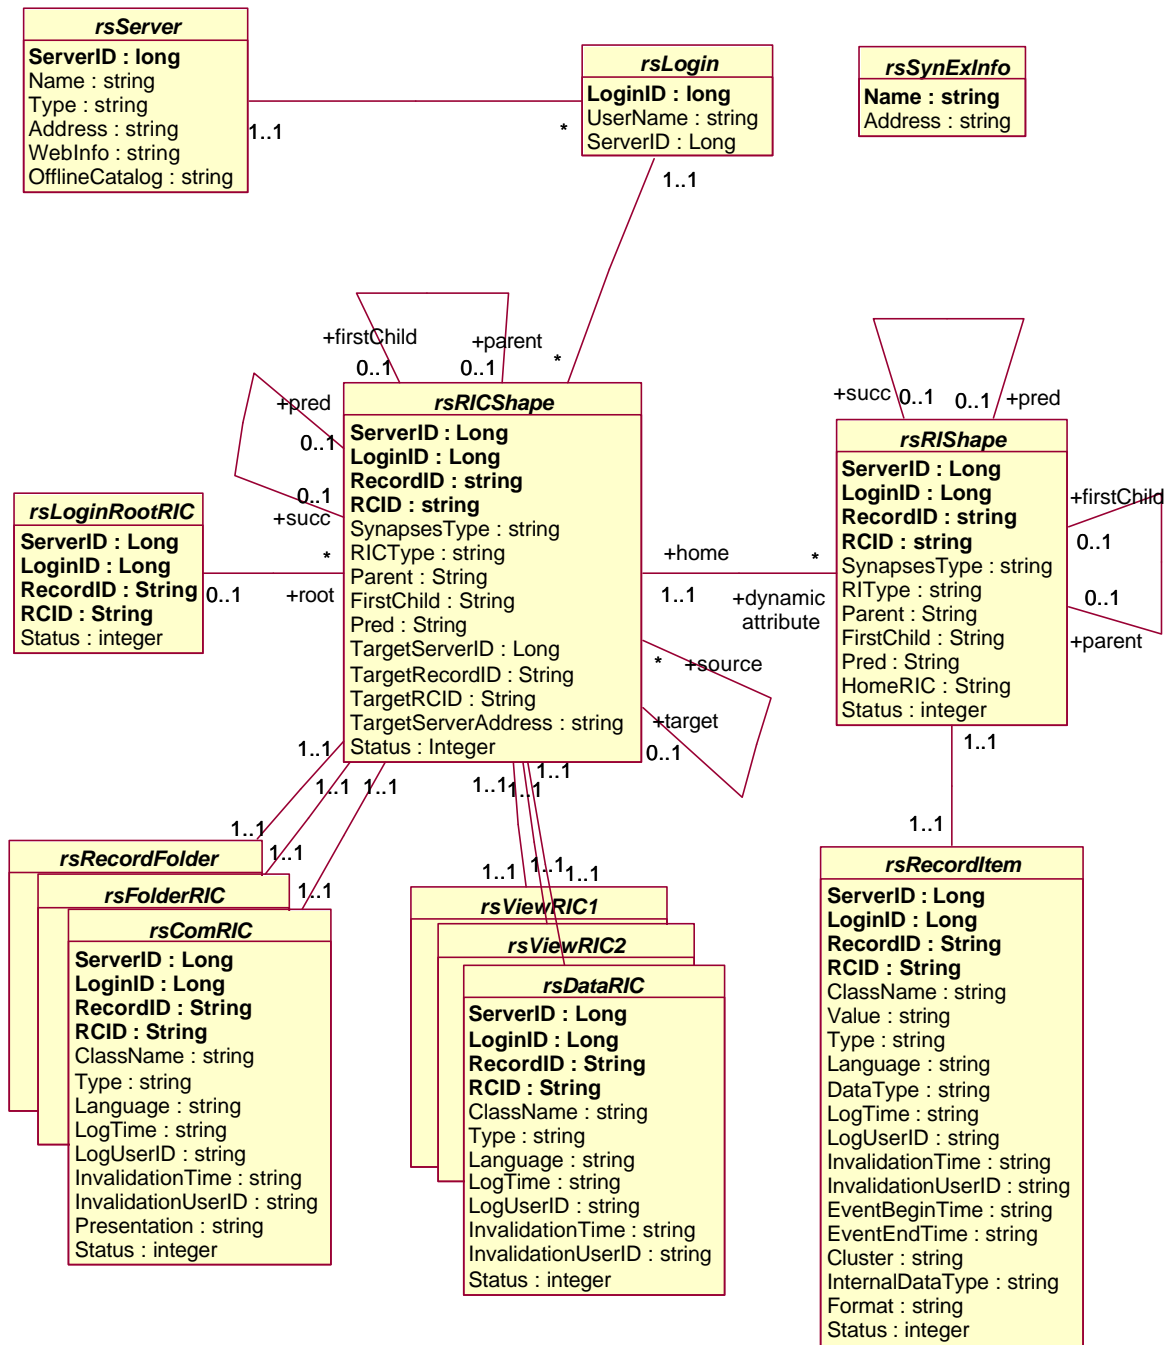 rsServer
ServerID : long
Name : string
Type : string
Address : string
WebInfo : string
OfflineCatalog : string
1..1
*
rsLogin
LoginID : long
UserName : string
ServerID : Long
1..1
*
rsSynExInfo
Name : string
Address : string
+firstChild
0..1
+parent
0..1
+pred
0..1
0..1
+succ
rsRICShape
ServerID : Long
LoginID : Long
RecordID : string
RCID : string
SynapsesType : string
RICType : string
Parent : String
FirstChild : String
Pred : String
TargetServerID : Long
TargetRecordID : String
TargetRCID : String
TargetServerAddress : string
Status : Integer
rsLoginRootRIC
ServerID : Long
LoginID : Long
RecordID : String
RCID : String
Status : integer
0..1
*
+root
+home
1..1
*
+dynamic
attribute
*
+source
+target
0..1
+succ
0..1
0..1
+pred
rsRIShape
ServerID : Long
LoginID : Long
RecordID : string
RCID : string
SynapsesType : string
RIType : string
Parent : String
FirstChild : String
Pred : String
HomeRIC : String
Status : integer
+firstChild
0..1
0..1
+parent
1..1
1..1
1..1
1..1
1..1
1..1
1..1
1..1
1..1
1..1
1..1
1..1
1..1
1..1
rsRecordFolder
rsFolderRIC
rsComRIC
ServerID : Long
LoginID : Long
RecordID : String
RCID : String
ClassName : string
Type : string
Language : string
LogTime : string
LogUserID : string
InvalidationTime : string
InvalidationUserID : string
Presentation : string
Status : integer
rsViewRIC1
rsViewRIC2
rsDataRIC
ServerID : Long
LoginID : Long
RecordID : String
RCID : String
ClassName : string
Type : string
Language : string
LogTime : string
LogUserID : string
InvalidationTime : string
InvalidationUserID : string
Status : integer
rsRecordItem
ServerID : Long
LoginID : Long
RecordID : String
RCID : String
ClassName : string
Value : string
Type : string
Language : string
DataType : string
LogTime : string
LogUserID : string
InvalidationTime : string
InvalidationUserID : string
EventBeginTime : string
EventEndTime : string
Cluster : string
InternalDataType : string
Format : string
Status : integer